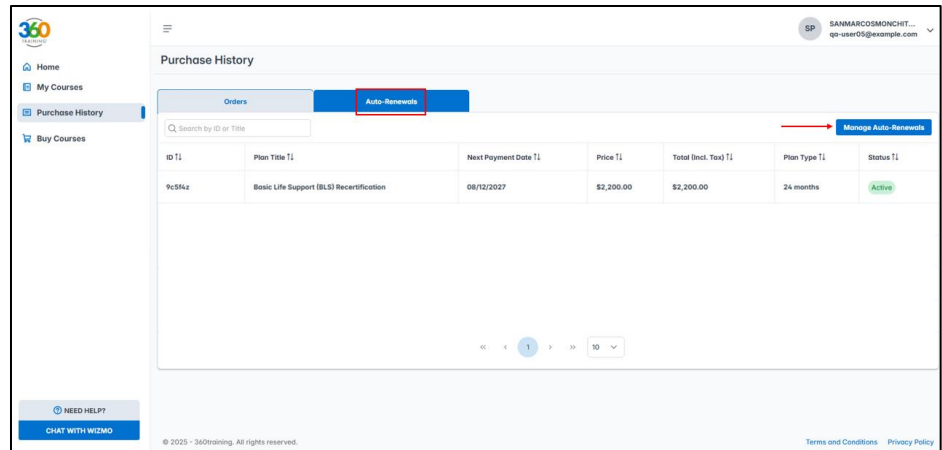 360
TRAINING
SP
SANMARCOSMONCHIT...
qa-user05@example.com
Home
My Courses
Purchase History
Buy Courses
Purchase History
Orders
Auto-Renewals
Search by ID or Title
Manage Auto-Renewals
ID Plan Title Next Payment Date Price Total (Incl. Tax) Plan Type Status
9c5f4z Basic Life Support (BLS) Recertification 08/12/2027 $2,200.00 $2,200.00 24 months Active
« < 1 > » 10
NEED HELP?
CHAT WITH WIZMO
© 2025 - 360training. All rights reserved.
Terms and Conditions Privacy Policy